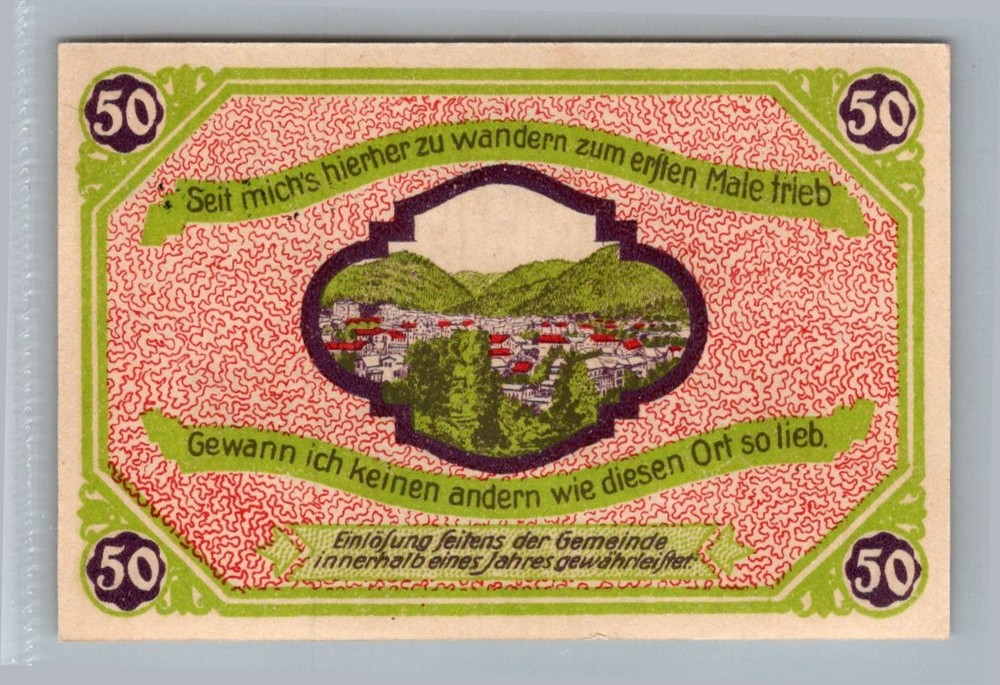 50
50
Seit mich's hierher zu wandern zum ersten Male trieb
Gewann ich keinen andern wie diesen Ort so lieb.
Einlöſung ſeitens der Gemeinde
innerhalb eines Jahres gewährleiſtet.
50
50